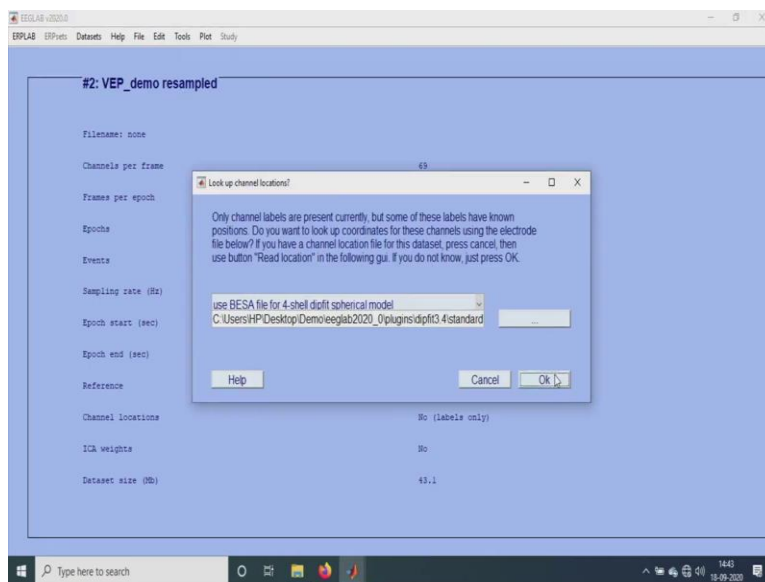 EEGLAB v2020.0
ERPLAB ERPsets Datasets Help File Edit Tools Plot Study
#2: VEP_demo resampled
Filename: none
Channels per frame 69
Frames per epoch
Epochs
Events
Sampling rate (Hz)
Epoch start (sec)
Epoch end (sec)
Reference
Channel locations No (labels only)
ICA weights No
Dataset size (Mb) 43.1
Look up channel locations?
Only channel labels are present currently, but some of these labels have known
positions. Do you want to look up coordinates for these channels using the electrode
file below? If you have a channel location file for this dataset, press cancel, then
use button "Read location" in the following gui. If you do not know, just press OK.
use BESA file for 4-shell dipfit spherical model
C:\Users\HP\Desktop\Demo\eeglab2020_0\plugins\dipfit3.4\standard
...
Help Cancel Ok
Type here to search
14:43
18-09-2020